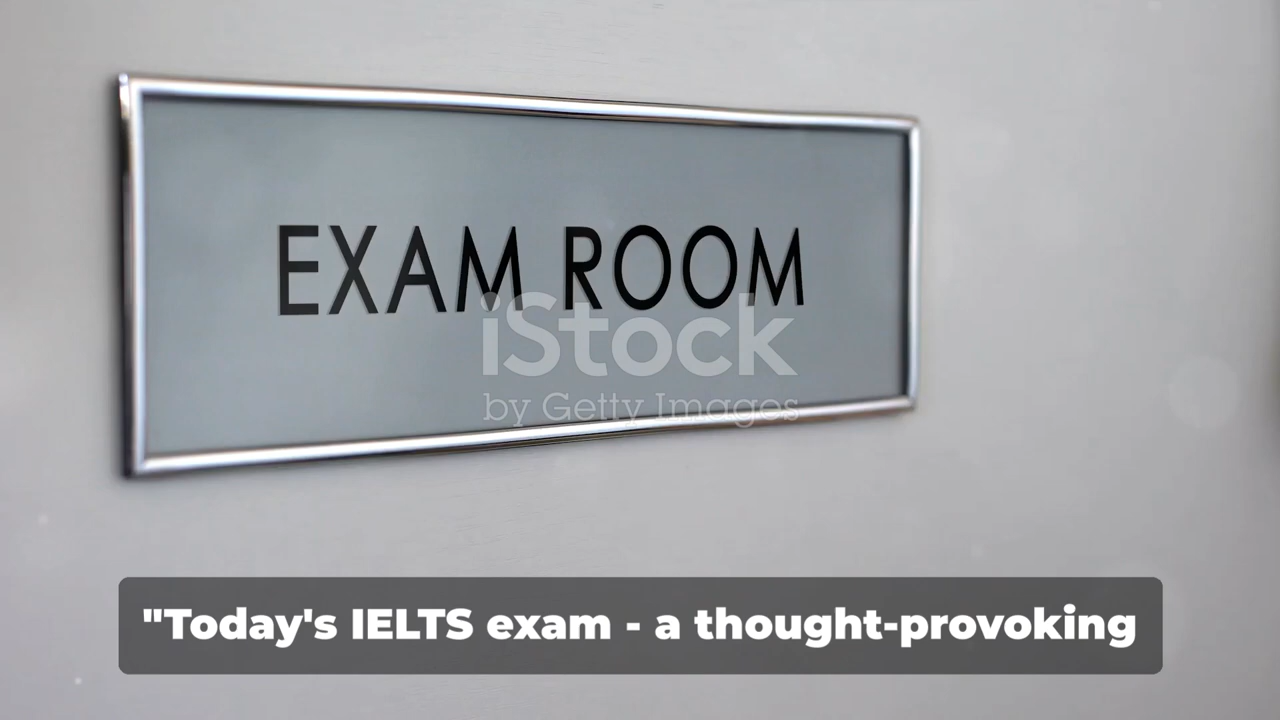 EXAM ROOM
iStock
by Getty Images
"Today's IELTS exam - a thought-provoking